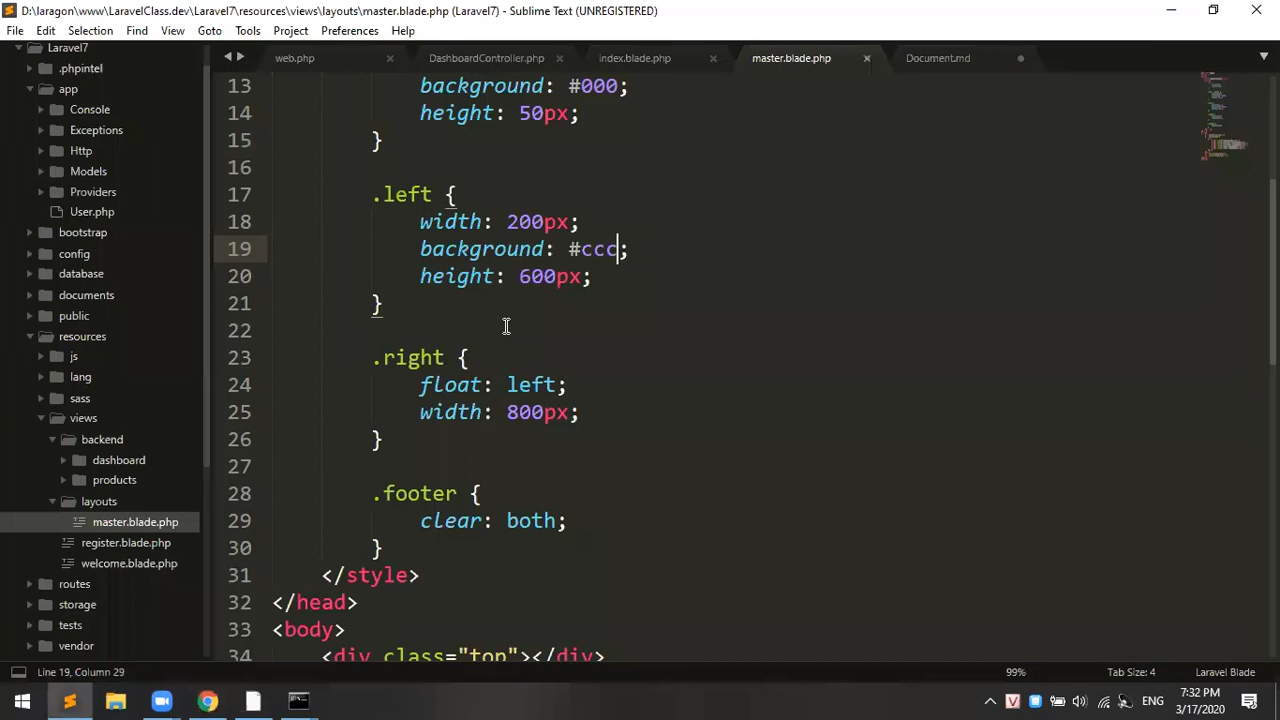 D:\laragon\www\LaravelClass.dev\Laravel7\resources\views\layouts\master.blade.php (Laravel7) - Sublime Text (UNREGISTERED)
File Edit Selection Find View Goto Tools Project Preferences Help
Laravel7
.phpintel
app
Console
Exceptions
Http
Models
Providers
User.php
bootstrap
config
database
documents
public
resources
js
lang
sass
views
backend
dashboard
products
layouts
master.blade.php
register.blade.php
welcome.blade.php
routes
storage
tests
vendor
web.php DashboardController.php index.blade.php master.blade.php Document.md
13 background: #000;
14 height: 50px;
15 }
16
17 .left {
18 width: 200px;
19 background: #ccc;
20 height: 600px;
21 }
22
23 .right {
24 float: left;
25 width: 800px;
26 }
27
28 .footer {
29 clear: both;
30 }
31 </style>
32 </head>
33 <body>
34 <div class="top"></div>
Line 19, Column 29 99% Tab Size: 4 Laravel Blade
ENG 7:32 PM
3/17/2020